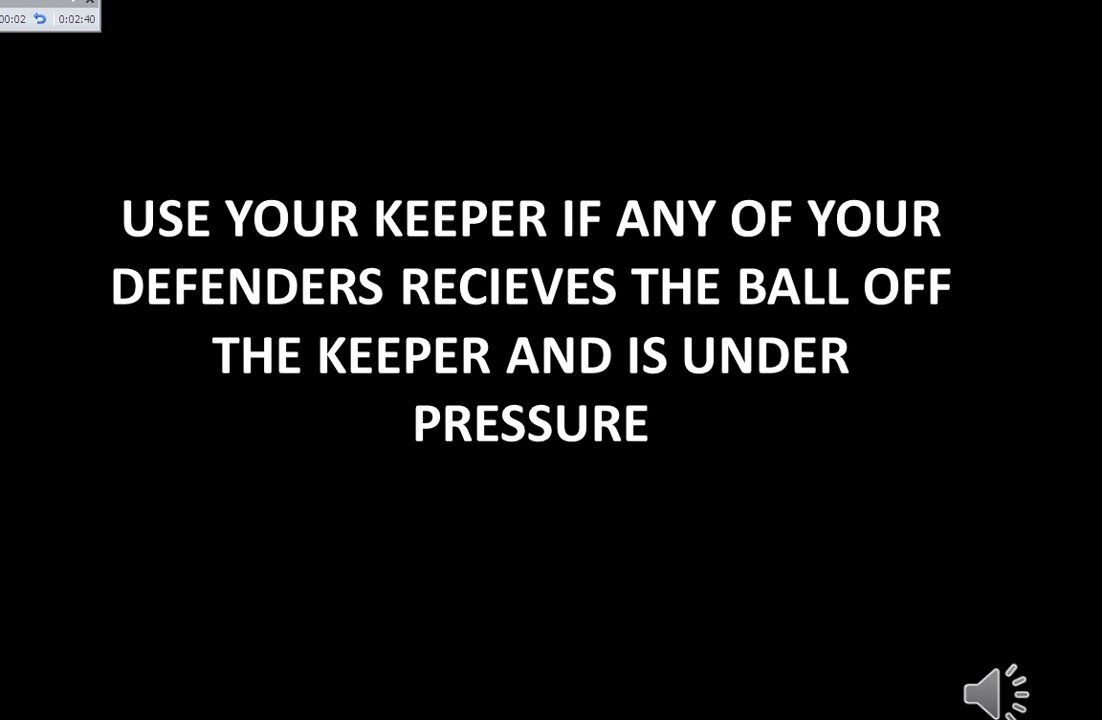 00:02 0:02:40
USE YOUR KEEPER IF ANY OF YOUR
DEFENDERS RECIEVES THE BALL OFF
THE KEEPER AND IS UNDER
PRESSURE